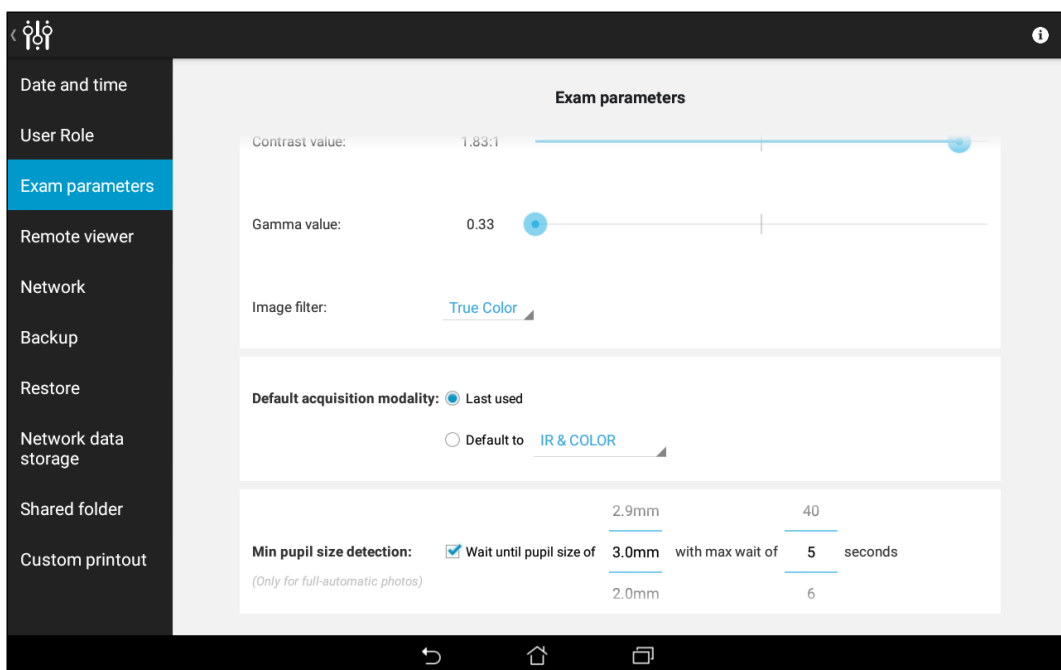 Date and time
User Role
Exam parameters
Remote viewer
Network
Backup
Restore
Network data
storage
Shared folder
Custom printout
Exam parameters
Contrast value: 1.83:1
Gamma value: 0.33
Image filter: True Color
Default acquisition modality: Last used
Default to IR & COLOR
2.9mm 40
Min pupil size detection: Wait until pupil size of 3.0mm with max wait of 5 seconds
(Only for full-automatic photos)
2.0mm 6